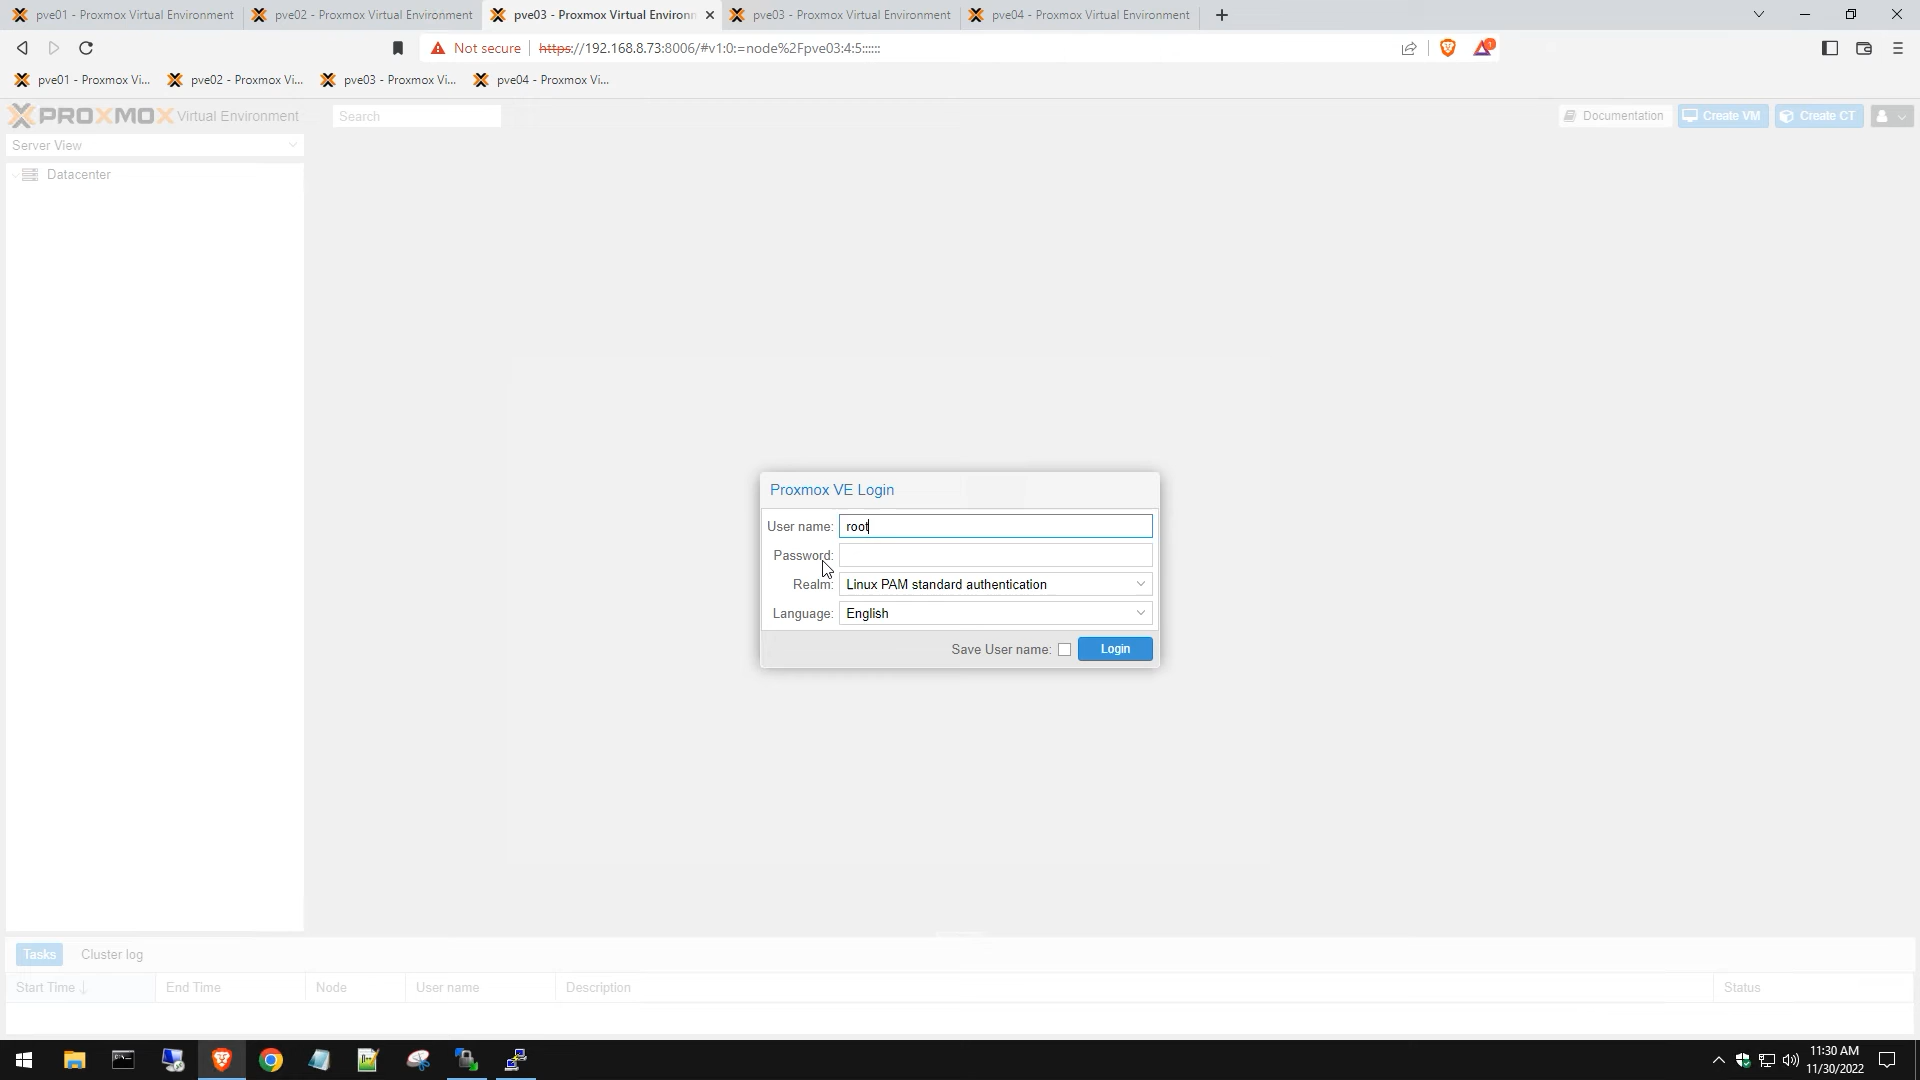 pve01 - Proxmox Virtual Environment
pve02 - Proxmox Virtual Environment
pve03 - Proxmox Virtual Environm
pve03 - Proxmox Virtual Environment
pve04 - Proxmox Virtual Environment
Not secure
https://192.168.8.73:8006/#v1:0:=node%2Fpve03:4:5::::::
1
pve01 - Proxmox Vi...
pve02 - Proxmox Vi...
pve03 - Proxmox Vi...
pve04 - Proxmox Vi...
PROXMOX Virtual Environment
Search
Documentation
Create VM
Create CT
Server View
Datacenter
Proxmox VE Login
User name: root
Password:
Realm: Linux PAM standard authentication
Language: English
Save User name:
Login
Tasks
Cluster log
Start Time
End Time
Node
User name
Description
Status
11:30 AM
11/30/2022